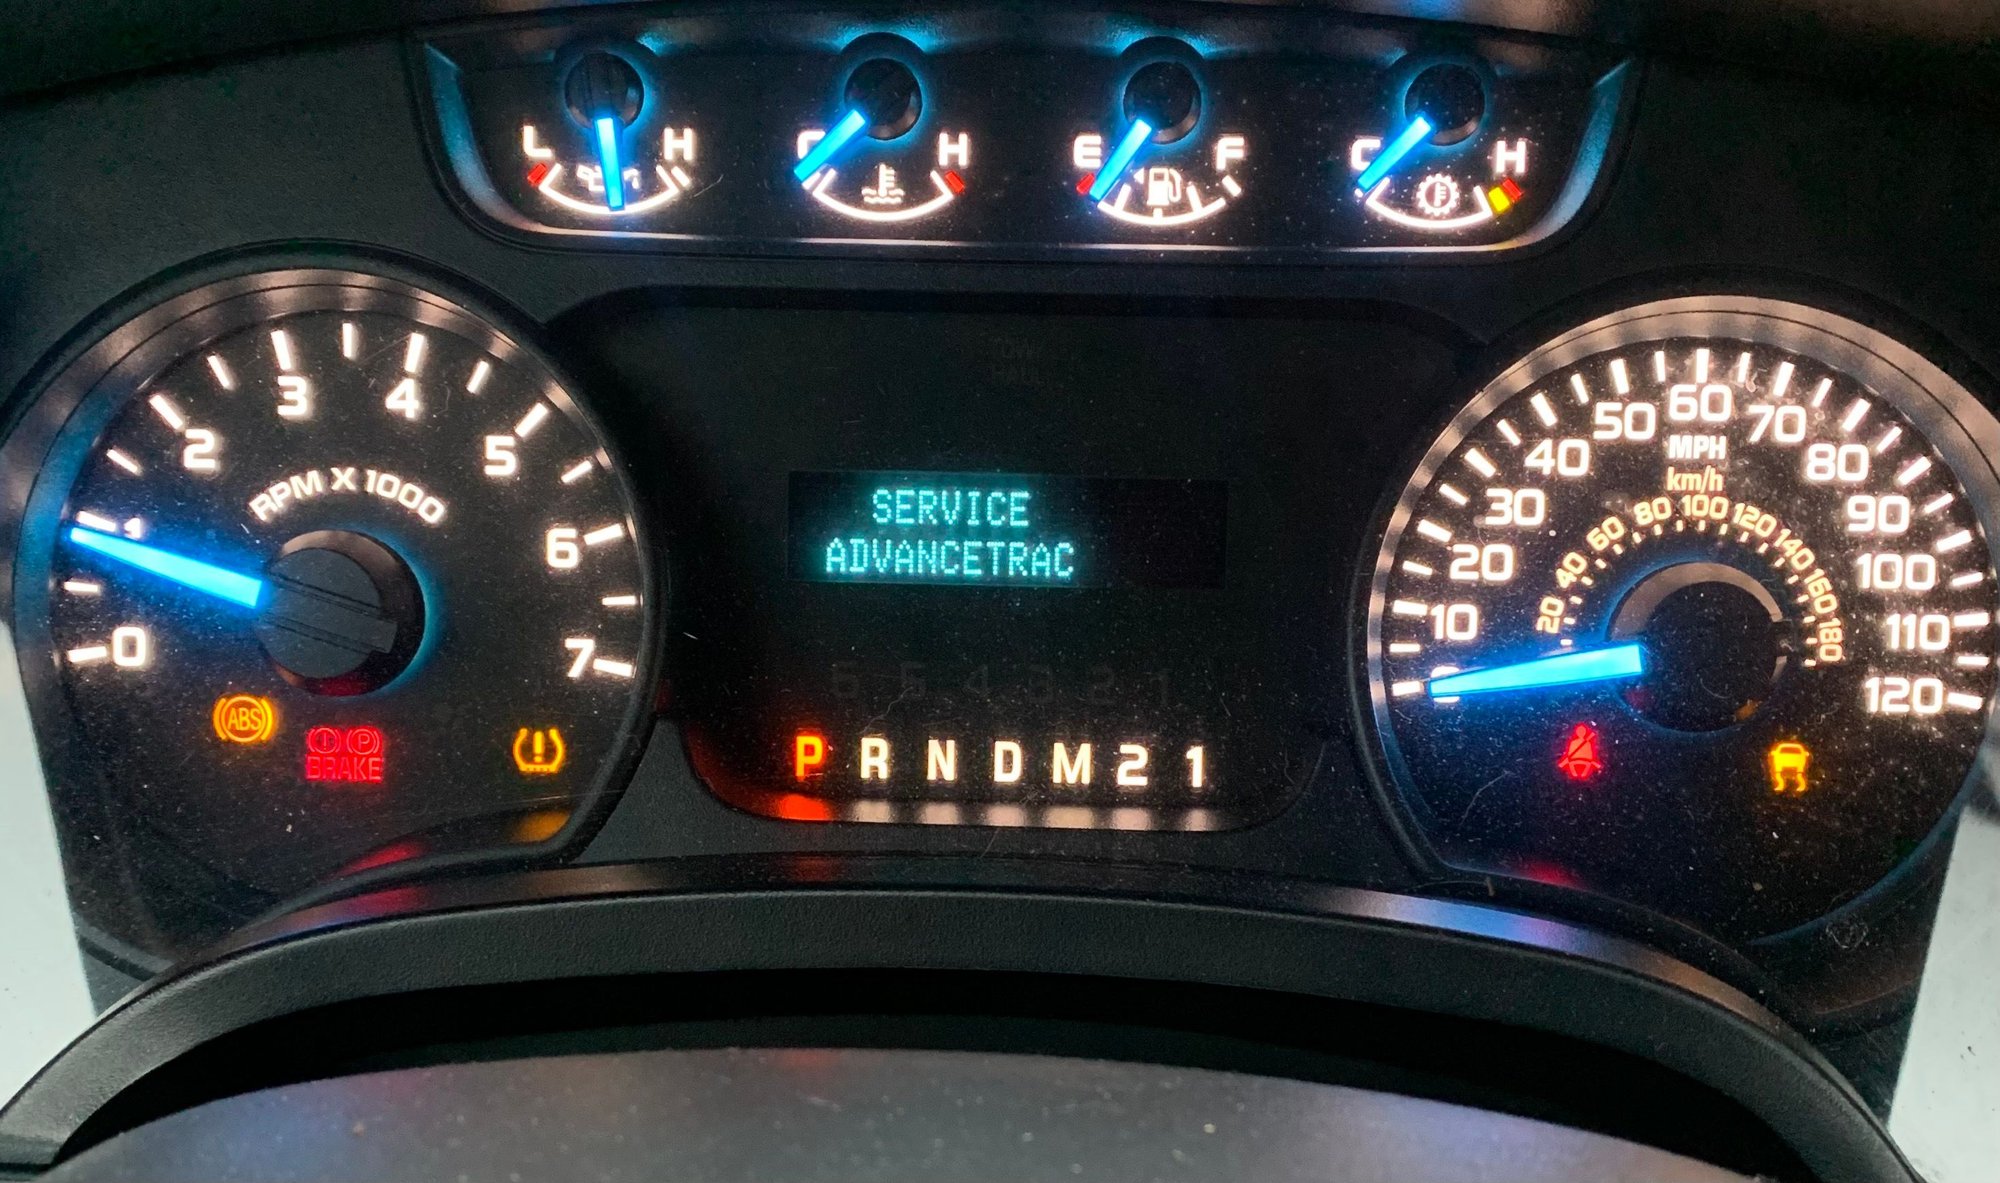 L H
C H
E F
C H
0 1 2 3 4 5 6 7
RPM X 1000
ABS
P
BRAKE
SERVICE
ADVANCETRAC
P R N D M 2 1
0 10 20 30 40 50 60 70 80 90 100 110 120
MPH
km/h
20 40 60 80 100 120 140 160 180